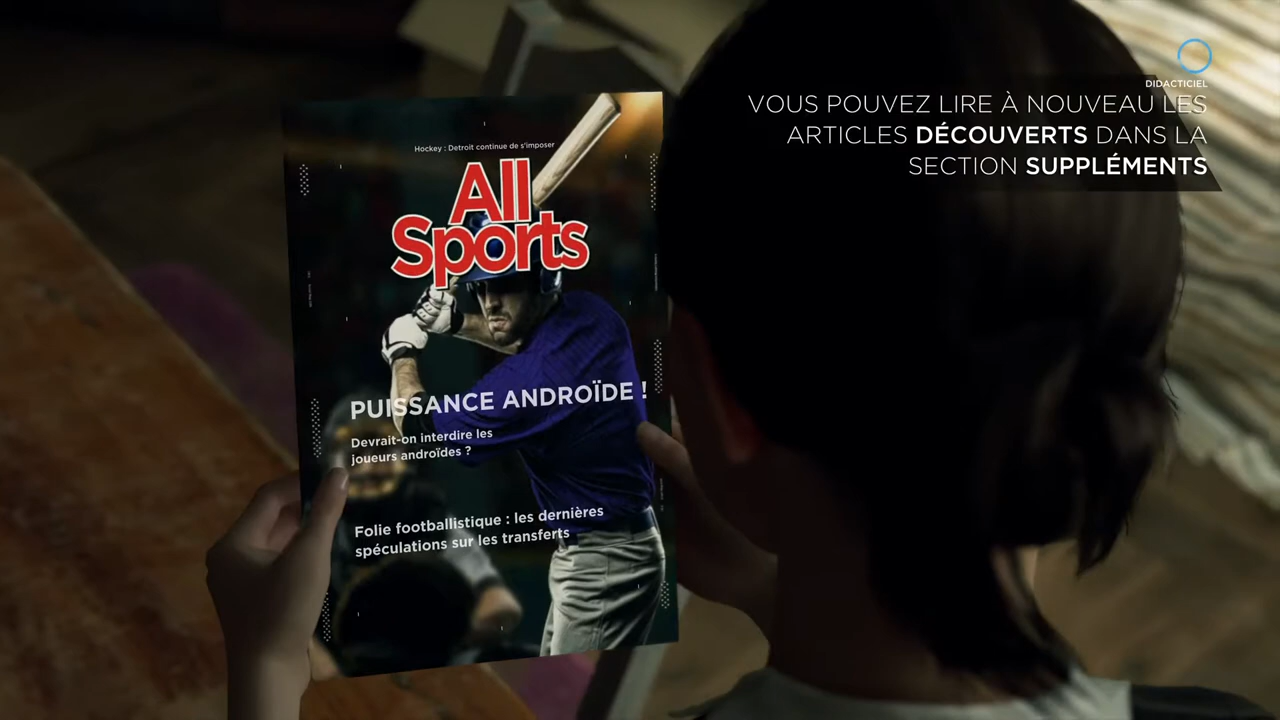 DIDACTICIEL
VOUS POUVEZ LIRE À NOUVEAU LES
ARTICLES DÉCOUVERTS DANS LA
SECTION SUPPLÉMENTS
Hockey : Detroit continue de s'imposer
All
Sports
PUISSANCE ANDROÏDE !
Devrait-on interdire les
joueurs androïdes ?
Folie footballistique : les dernières
spéculations sur les transferts